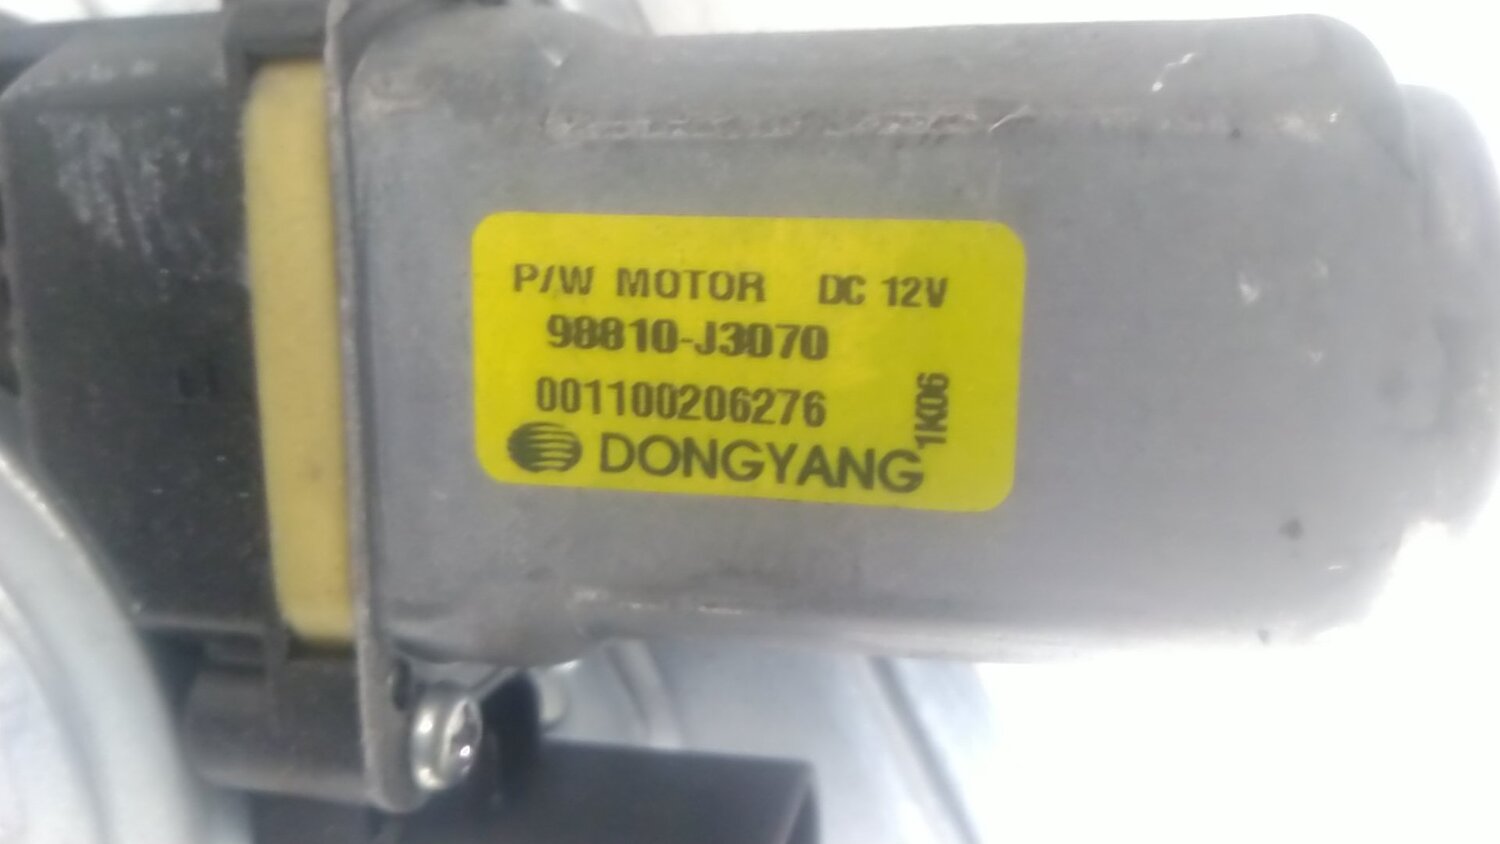 P/W MOTOR DC 12V
98810-J3070
001100206276
1K06
DONGYANG